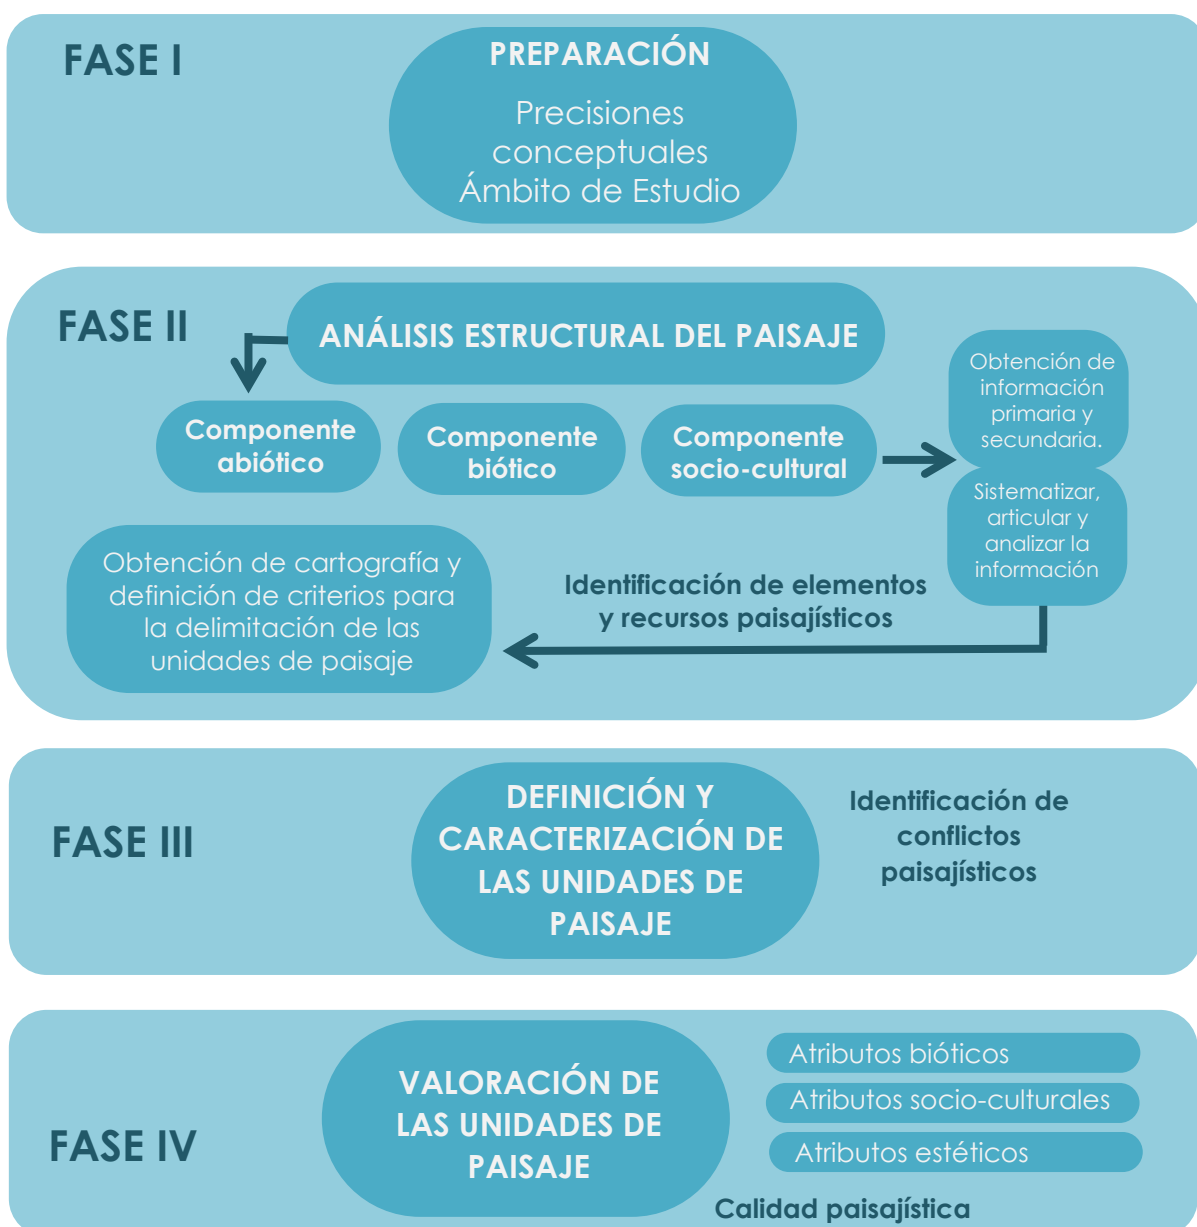 FASE I
PREPARACIÓN
Precisiones
conceptuales
Ámbito de Estudio
FASE II
ANÁLISIS ESTRUCTURAL DEL PAISAJE
Componente
abiótico
Componente
biótico
Componente
socio-cultural
Obtención de
información
primaria y
secundaria.
Sistematizar,
articular y
analizar la
información
Identificación de elementos
y recursos paisajísticos
Obtención de cartografía y
definición de criterios para
la delimitación de las
unidades de paisaje
FASE III
DEFINICIÓN Y
CARACTERIZACIÓN DE
LAS UNIDADES DE
PAISAJE
Identificación de
conflictos
paisajísticos
FASE IV
VALORACIÓN DE
LAS UNIDADES DE
PAISAJE
Atributos bióticos
Atributos socio-culturales
Atributos estéticos
Calidad paisajística